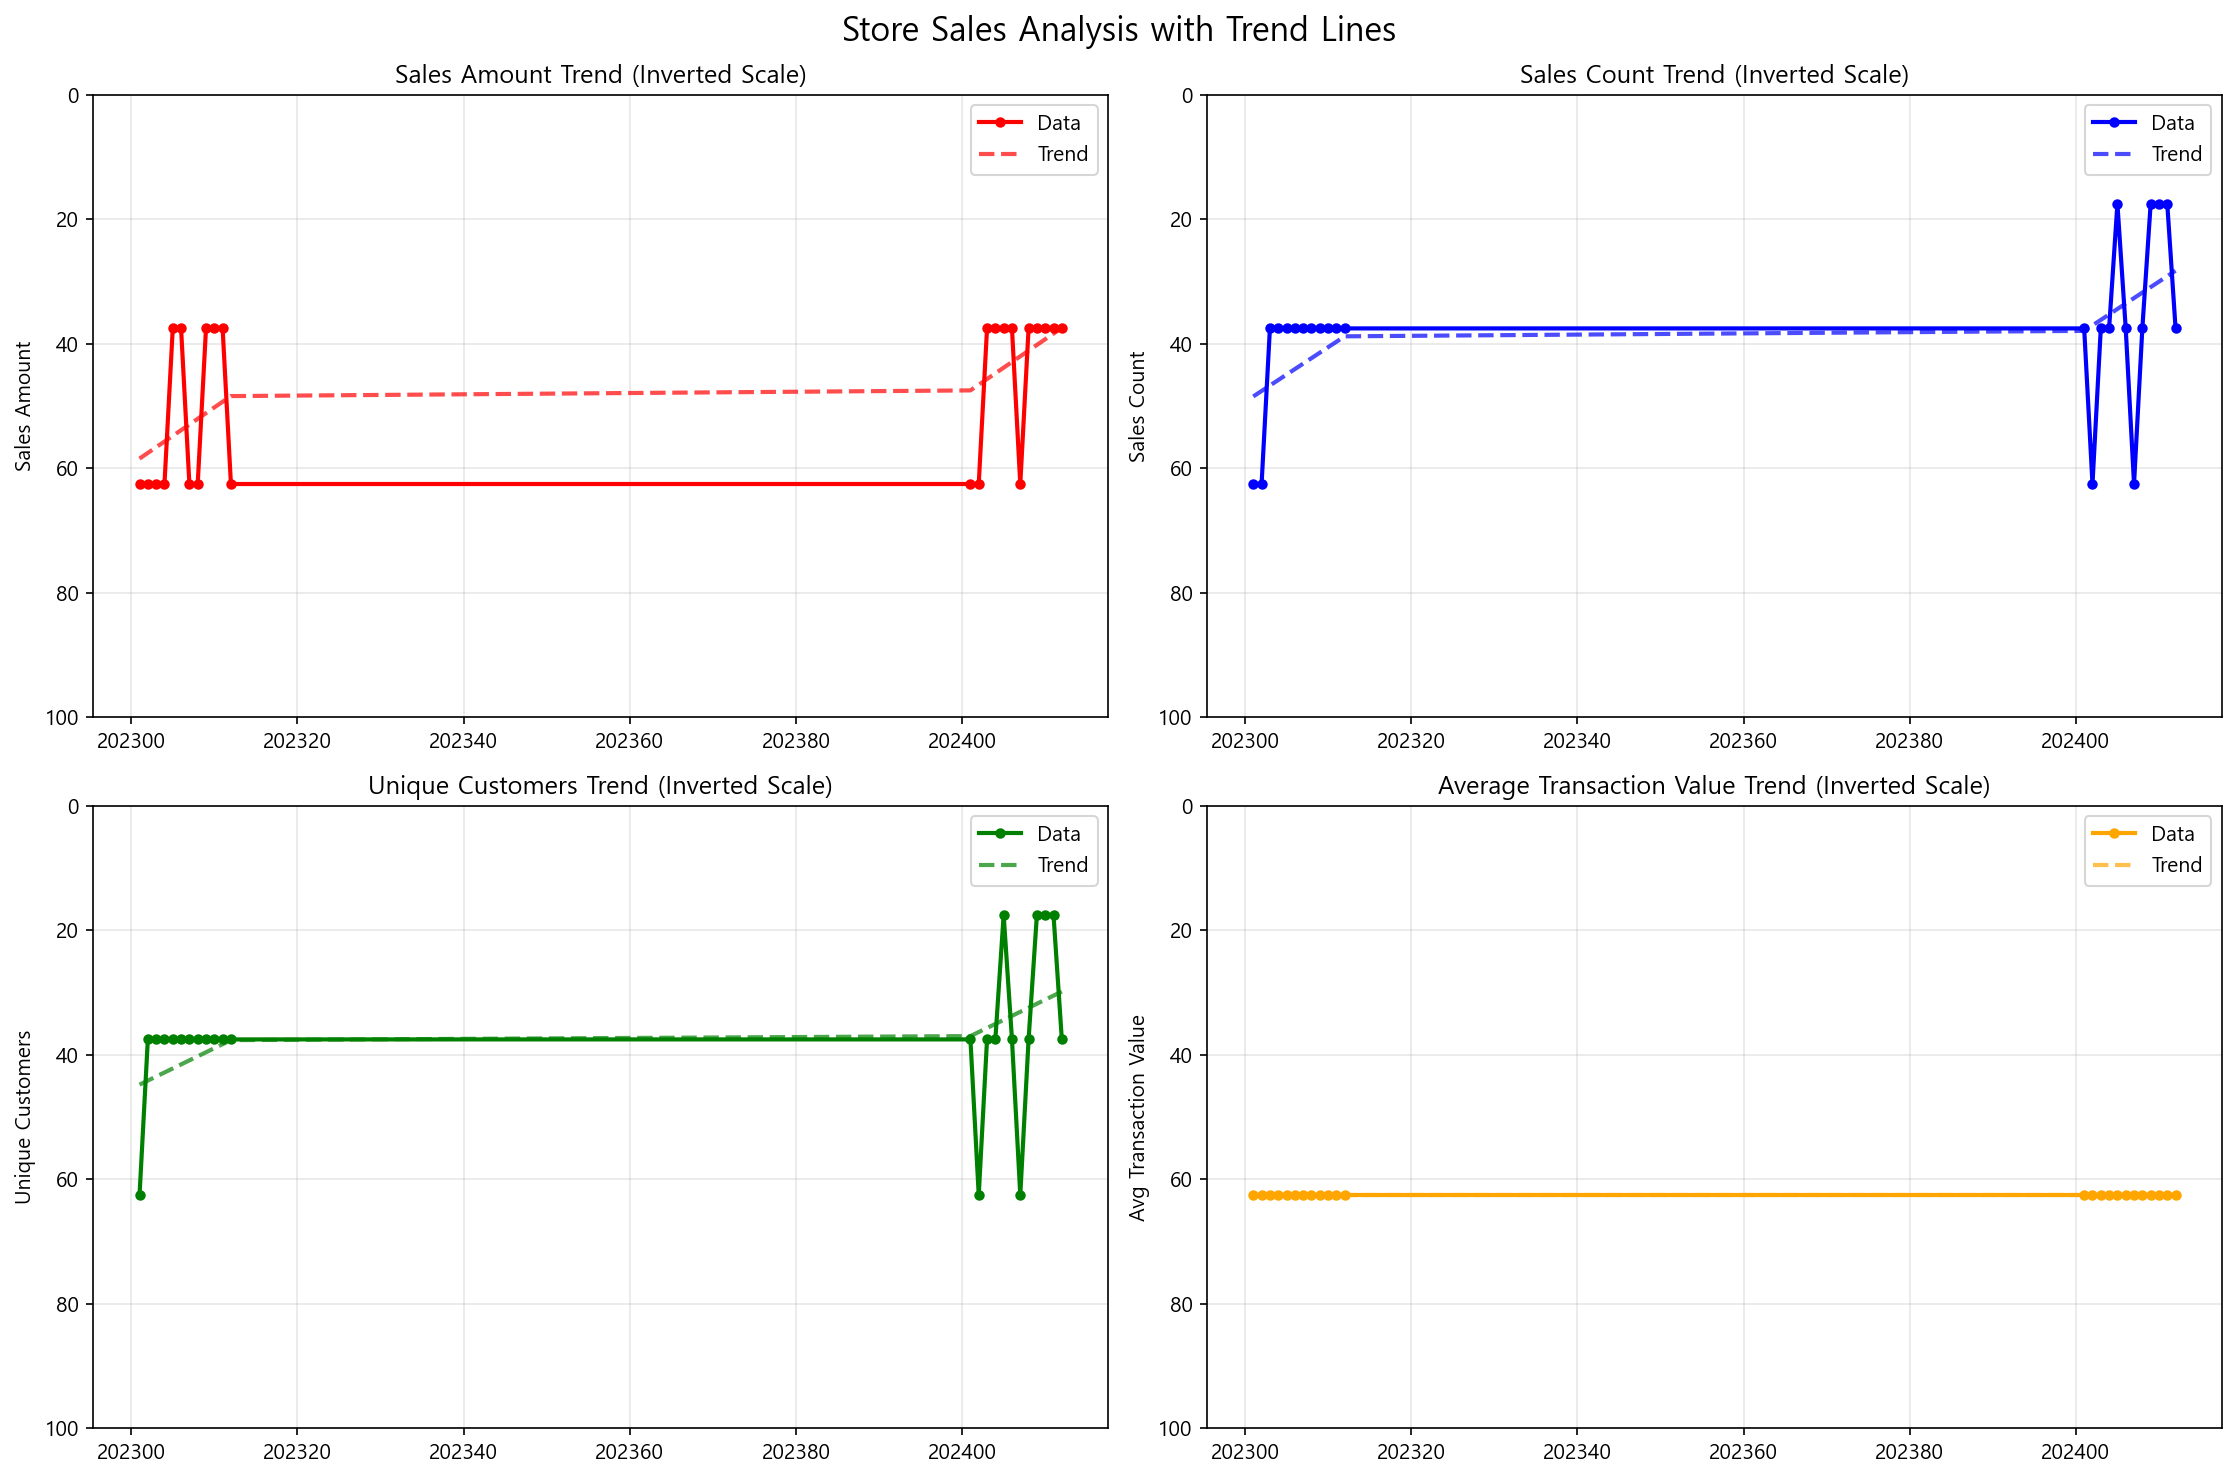 Store Sales Analysis with Trend Lines
Sales Amount Trend (Inverted Scale)
0
20
40
60
80
100
Sales Amount
Data
Trend
202300 202320 202340 202360 202380 202400
Sales Count Trend (Inverted Scale)
0
20
40
60
80
100
Sales Count
Data
Trend
202300 202320 202340 202360 202380 202400
Unique Customers Trend (Inverted Scale)
0
20
40
60
80
100
Unique Customers
Data
Trend
202300 202320 202340 202360 202380 202400
Average Transaction Value Trend (Inverted Scale)
0
20
40
60
80
100
Avg Transaction Value
Data
Trend
202300 202320 202340 202360 202380 202400